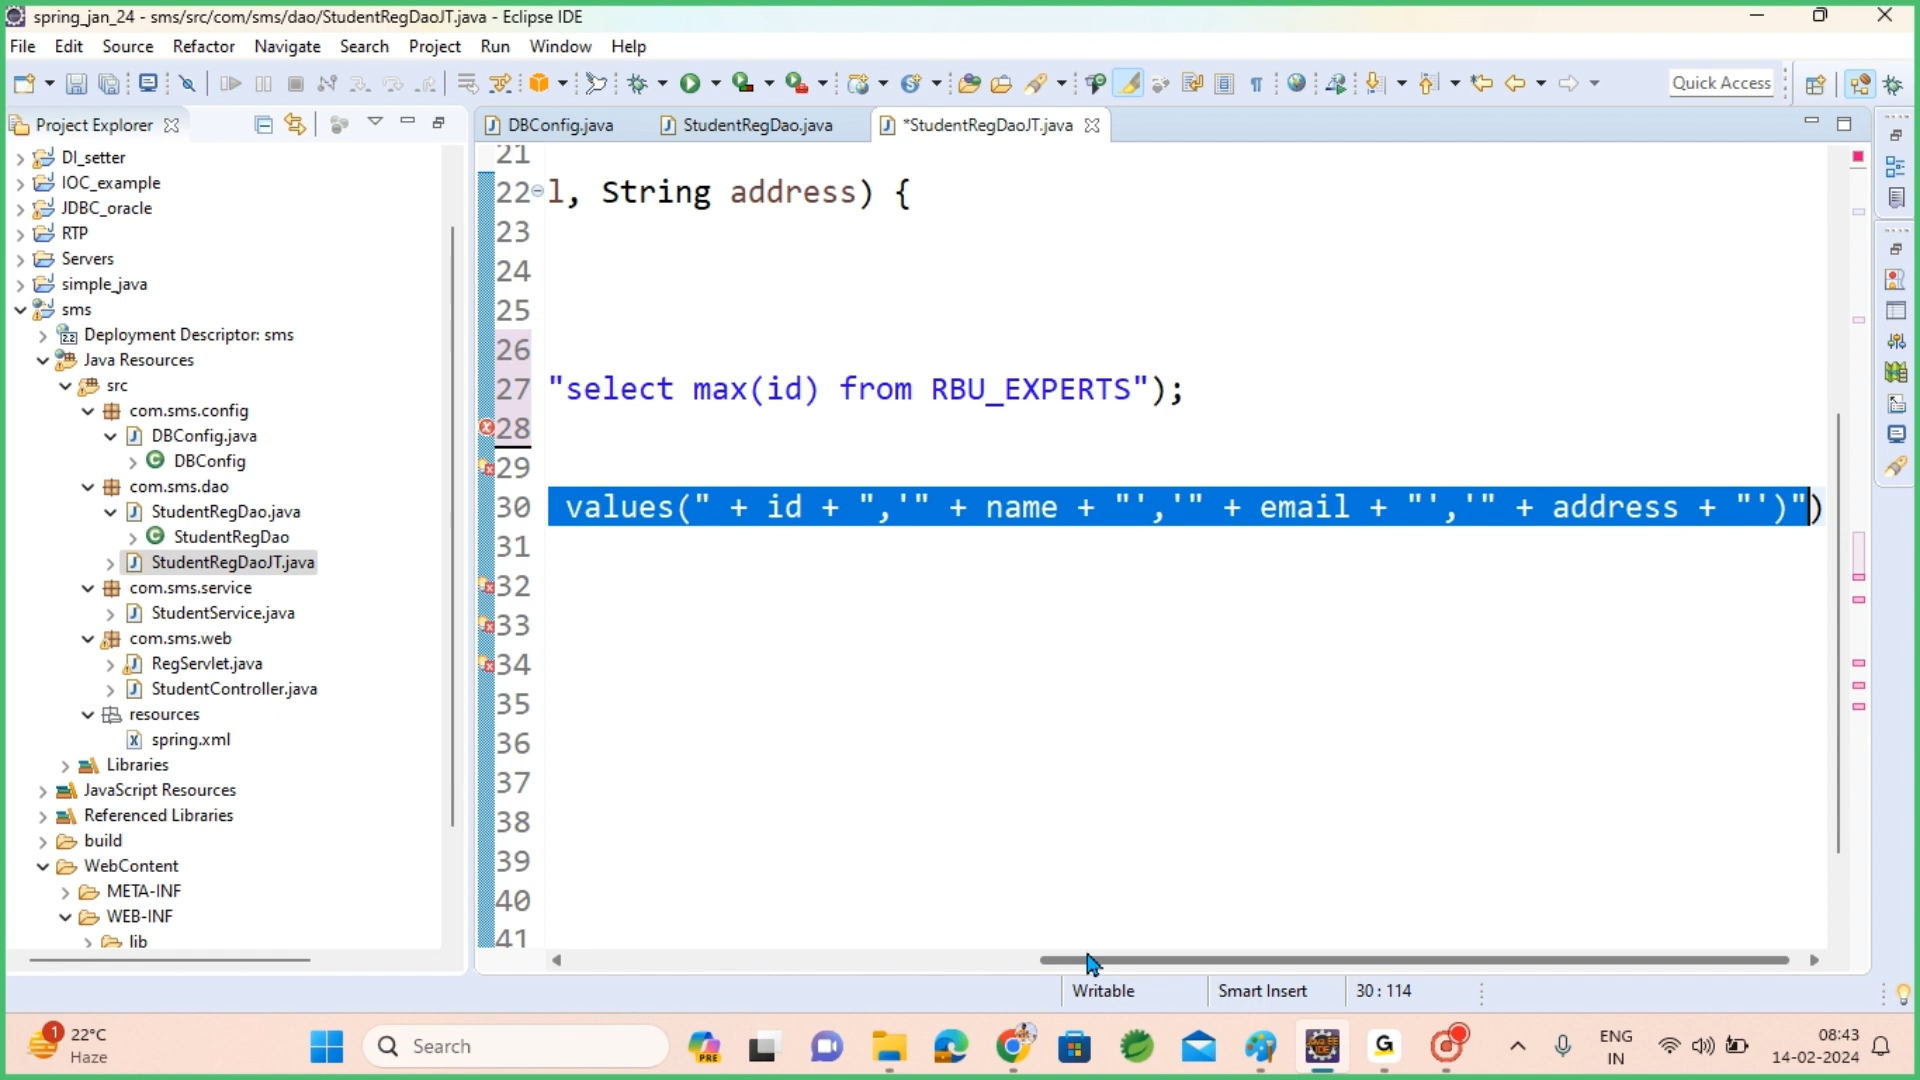 spring_jan_24 - sms/src/com/sms/dao/StudentRegDaoJT.java - Eclipse IDE
File Edit Source Refactor Navigate Search Project Run Window Help
Quick Access
Project Explorer
DBConfig.java StudentRegDao.java *StudentRegDaoJT.java
DI_setter
IOC_example
JDBC_oracle
RTP
Servers
simple_java
sms
Deployment Descriptor: sms
Java Resources
src
com.sms.config
DBConfig.java
DBConfig
com.sms.dao
StudentRegDao.java
StudentRegDao
StudentRegDaoJT.java
com.sms.service
StudentService.java
com.sms.web
RegServlet.java
StudentController.java
resources
spring.xml
Libraries
JavaScript Resources
Referenced Libraries
build
WebContent
META-INF
WEB-INF
lib
21
22 l, String address) {
23
24
25
26
27 "select max(id) from RBU_EXPERTS");
28
29
30 values(" + id + ",'" + name + "','" + email + "','" + address + "')")
31
32
33
34
35
36
37
38
39
40
41
Writable Smart Insert 30 : 114
1
22°C
Haze
Search
PRE
ENG
IN
08:43
14-02-2024